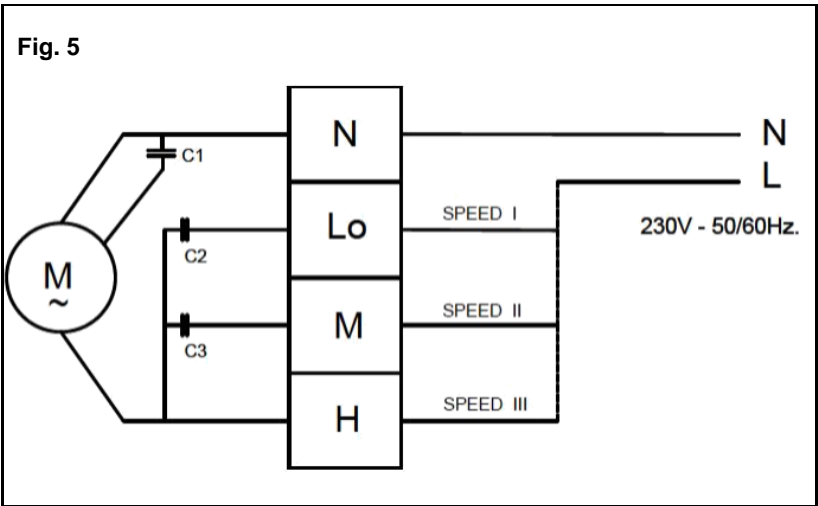 Fig. 5
N
N
C1
L
SPEED I
Lo
230V - 50/60Hz.
C2
M
~
SPEED II
M
C3
SPEED III
H